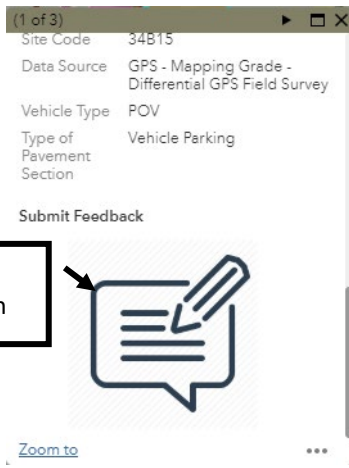 (1 of 3)
Site Code 34B15
Data Source GPS - Mapping Grade -
Differential GPS Field Survey
Vehicle Type POV
Type of Vehicle Parking
Pavement
Section
Submit Feedback
Zoom to